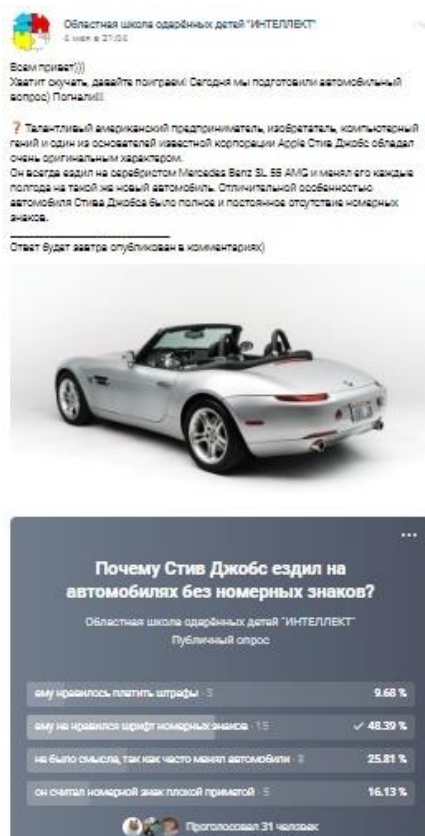 Областная школа одарённых детей "ИНТЕЛЛЕКТ"
4 мая в 21:04
Всем привет)))
Хватит скучать, давайте поиграем! Сегодня мы подготовили автомобильный
вопрос) Погнали!!!
❓ Талантливый американский предприниматель, изобретатель, компьютерный
гений и один из основателей известной корпорации Apple Стив Джобс обладал
очень оригинальным характером.
Он всегда ездил на серебристом Mercedes Benz SL 55 AMG и менял его каждые
полгода на такой же новый автомобиль. Отличительной особенностью
автомобиля Стива Джобса было полное и постоянное отсутствие номерных
знаков.
Ответ будет завтра опубликован в комментариях)
Почему Стив Джобс ездил на
автомобилях без номерных знаков?
Областная школа одарённых детей "ИНТЕЛЛЕКТ"
Публичный опрос
ему нравилось платить штрафы · 3 9.68 %
ему не нравился шрифт номерных знаков · 15 48.39 %
не было смысла, так как часто менял автомобили · 8 25.81 %
он считал номерной знак плохой приметой · 5 16.13 %
Проголосовал 31 человек